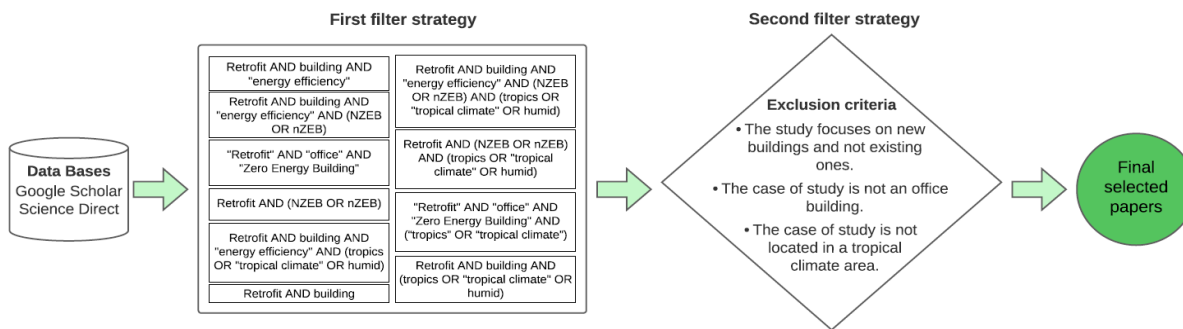 First filter strategy
Second filter strategy
Data Bases
Google Scholar
Science Direct
Retrofit AND building AND
"energy efficiency"
Retrofit AND building AND
"energy efficiency" AND (NZEB
OR nZEB)
"Retrofit" AND "office" AND
"Zero Energy Building"
Retrofit AND (NZEB OR nZEB)
Retrofit AND building AND
"energy efficiency" AND (tropics
OR "tropical climate" OR humid)
Retrofit AND building
Retrofit AND building AND
"energy efficiency" AND (NZEB
OR nZEB) AND (tropics OR
"tropical climate" OR humid)
Retrofit AND (NZEB OR nZEB)
AND (tropics OR "tropical
climate" OR humid)
"Retrofit" AND "office" AND
"Zero Energy Building" AND
("tropics" OR "tropical climate")
Retrofit AND building AND
(tropics OR "tropical climate" OR
humid)
Exclusion criteria
• The study focuses on new
buildings and not existing
ones.
• The case of study is not an office
building.
• The case of study is not
located in a tropical
climate area.
Final
selected
papers